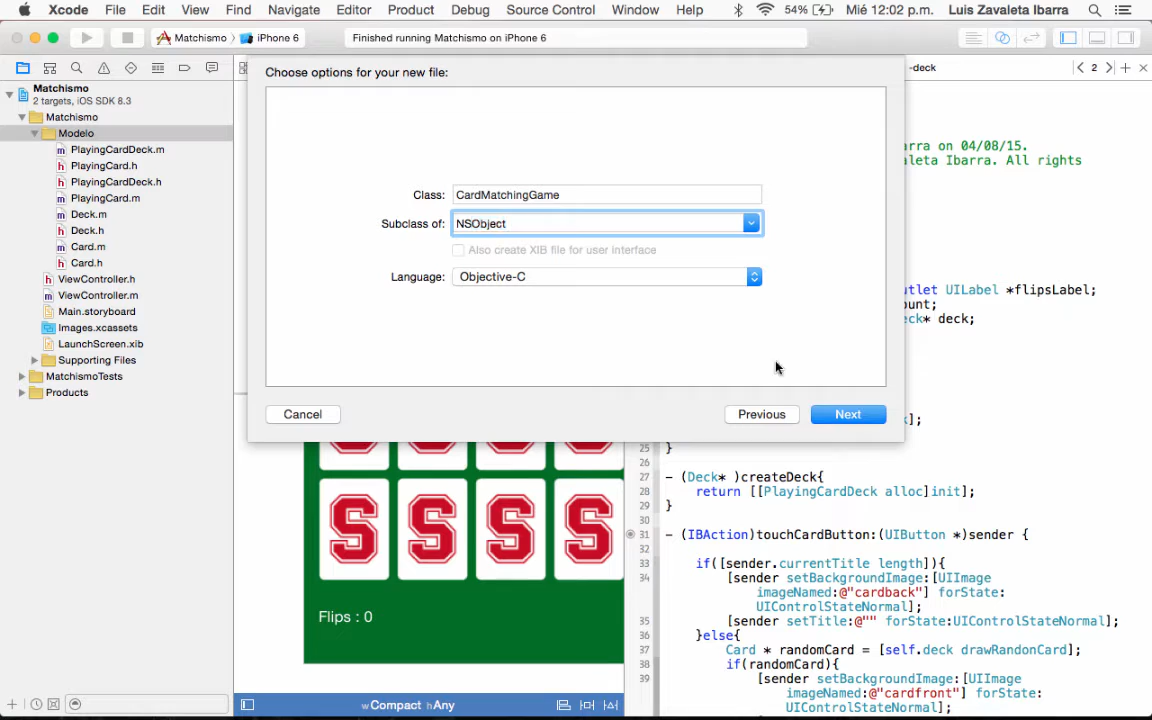 Xcode File Edit View Find Navigate Editor Product Debug Source Control Window Help 54% Mié 12:02 p.m. Luis Zavaleta Ibarra
Matchismo iPhone 6 Finished running Matchismo on iPhone 6
-deck 2
Choose options for your new file:
Class: CardMatchingGame
Subclass of: NSObject
Also create XIB file for user interface
Language: Objective-C
Cancel Previous Next
Matchismo
2 targets, iOS SDK 8.3
Matchismo
Modelo
m PlayingCardDeck.m
h PlayingCard.h
h PlayingCardDeck.h
m PlayingCard.m
m Deck.m
h Deck.h
m Card.m
h Card.h
h ViewController.h
m ViewController.m
Main.storyboard
Images.xcassets
LaunchScreen.xib
Supporting Files
MatchismoTests
Products
S S S S
Flips : 0
wCompact hAny
arra on 04/08/15.
aleta Ibarra. All rights
utlet UILabel *flipsLabel;
ount;
eck* deck;
k];
25 }
26
27 - (Deck* )createDeck{
28 return [[PlayingCardDeck alloc]init];
29 }
30
31 - (IBAction)touchCardButton:(UIButton *)sender {
32
33 if([sender.currentTitle length]){
34 [sender setBackgroundImage:[UIImage
imageNamed:@"cardback"] forState:
UIControlStateNormal];
35 [sender setTitle:@"" forState:UIControlStateNormal];
36 }else{
37 Card * randomCard = [self.deck drawRandonCard];
38 if(randomCard){
39 [sender setBackgroundImage:[UIImage
imageNamed:@"cardfront"] forState:
UIControlStateNormal];